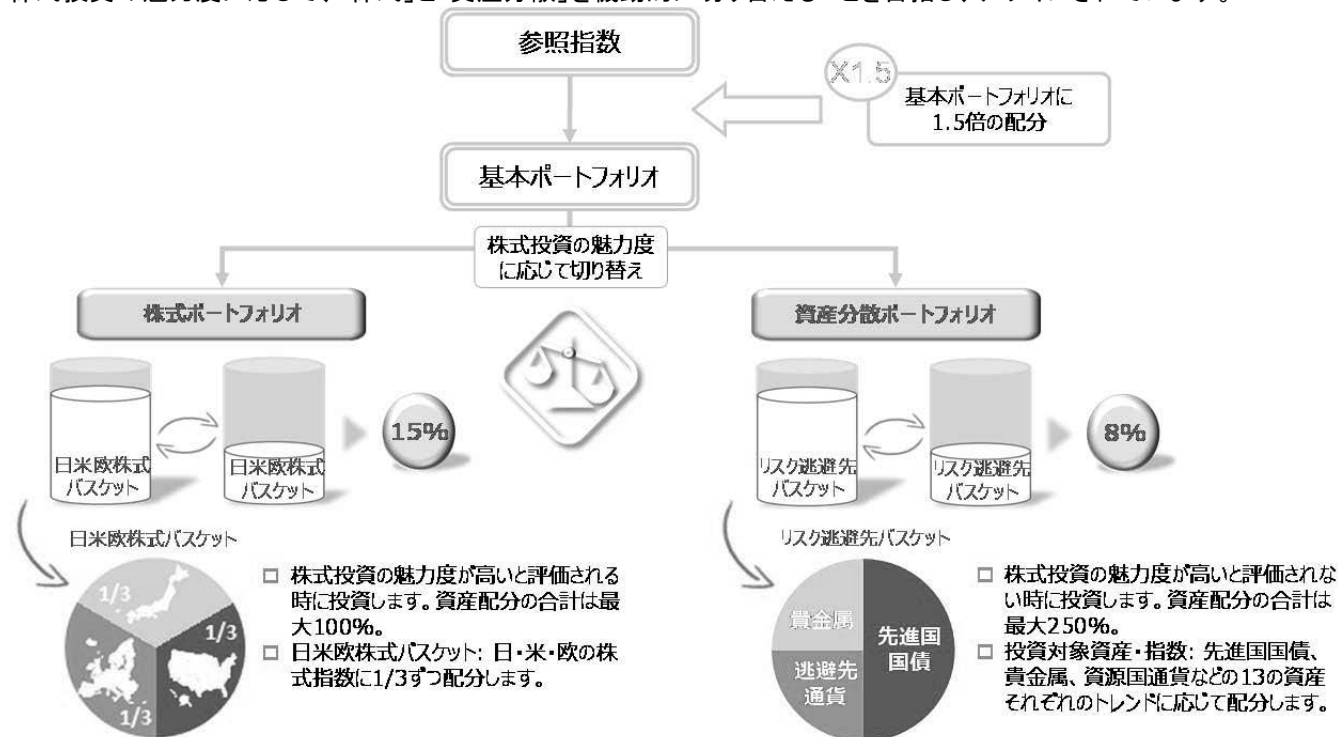 参照指数
X1.5
基本ポートフォリオに
1.5倍の配分
基本ポートフォリオ
株式投資の魅力度
に応じて切り替え
株式ポートフォリオ
資産分散ポートフォリオ
日米欧株式
バスケット
日米欧株式
バスケット
15%
リスク逃避先
バスケット
リスク逃避先
バスケット
8%
日米欧株式バスケット
1/3
1/3
1/3
□ 株式投資の魅力度が高いと評価される
時に投資します。資産配分の合計は最
大100%。
□ 日米欧株式バスケット: 日・米・欧の株
式指数に1/3ずつ配分します。
リスク逃避先バスケット
貴金属
先進国
国債
逃避先
通貨
□ 株式投資の魅力度が高いと評価されな
い時に投資します。資産配分の合計は
最大250%。
□ 投資対象資産・指数: 先進国国債、
貴金属、資源国通貨などの13の資産
それぞれのトレンドに応じて配分します。